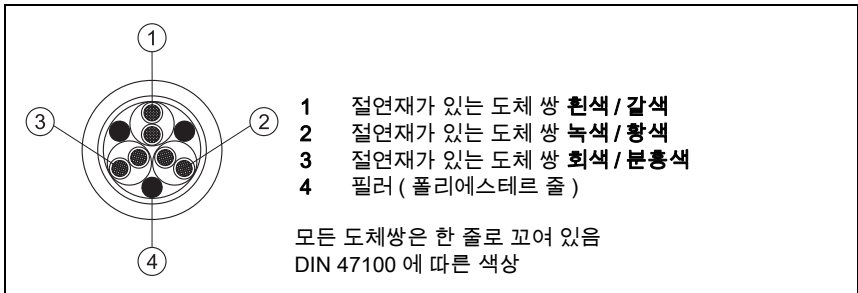 1
3
2
4
1 절연재가 있는 도체 쌍 흰색 / 갈색
2 절연재가 있는 도체 쌍 녹색 / 황색
3 절연재가 있는 도체 쌍 회색 / 분홍색
4 필러 ( 폴리에스테르 줄 )
모든 도체쌍은 한 줄로 꼬여 있음
DIN 47100 에 따른 색상